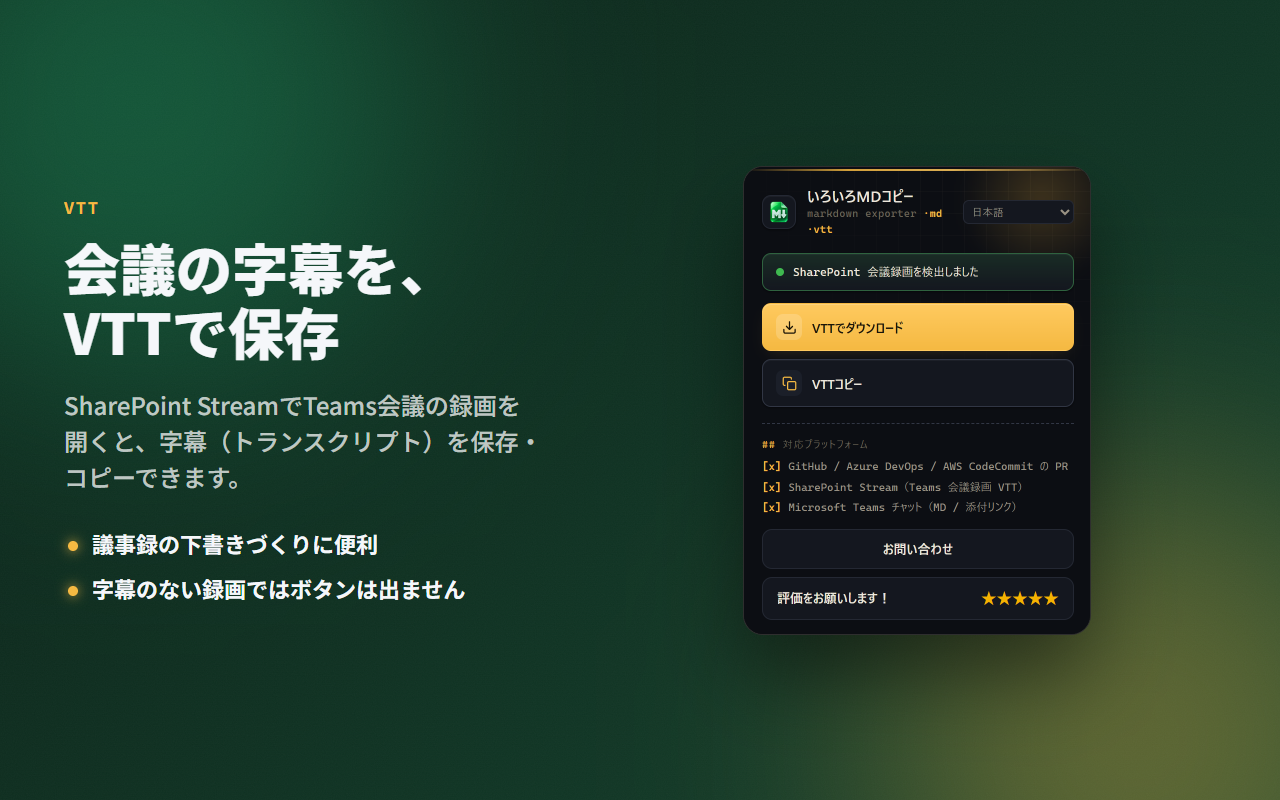 VTT
会議の字幕を、
VTTで保存
SharePoint StreamでTeams会議の録画を
開くと、字幕（トランスクリプト）を保存・
コピーできます。
議事録の下書きづくりに便利
字幕のない録画ではボタンは出ません
いろいろMDコピー
markdown exporter ·md
·vtt
日本語
SharePoint 会議録画を検出しました
VTTでダウンロード
VTTコピー
## 対応プラットフォーム
[x] GitHub / Azure DevOps / AWS CodeCommit の PR
[x] SharePoint Stream（Teams 会議録画 VTT）
[x] Microsoft Teams チャット（MD / 添付リンク）
お問い合わせ
評価をお願いします！ ★★★★★